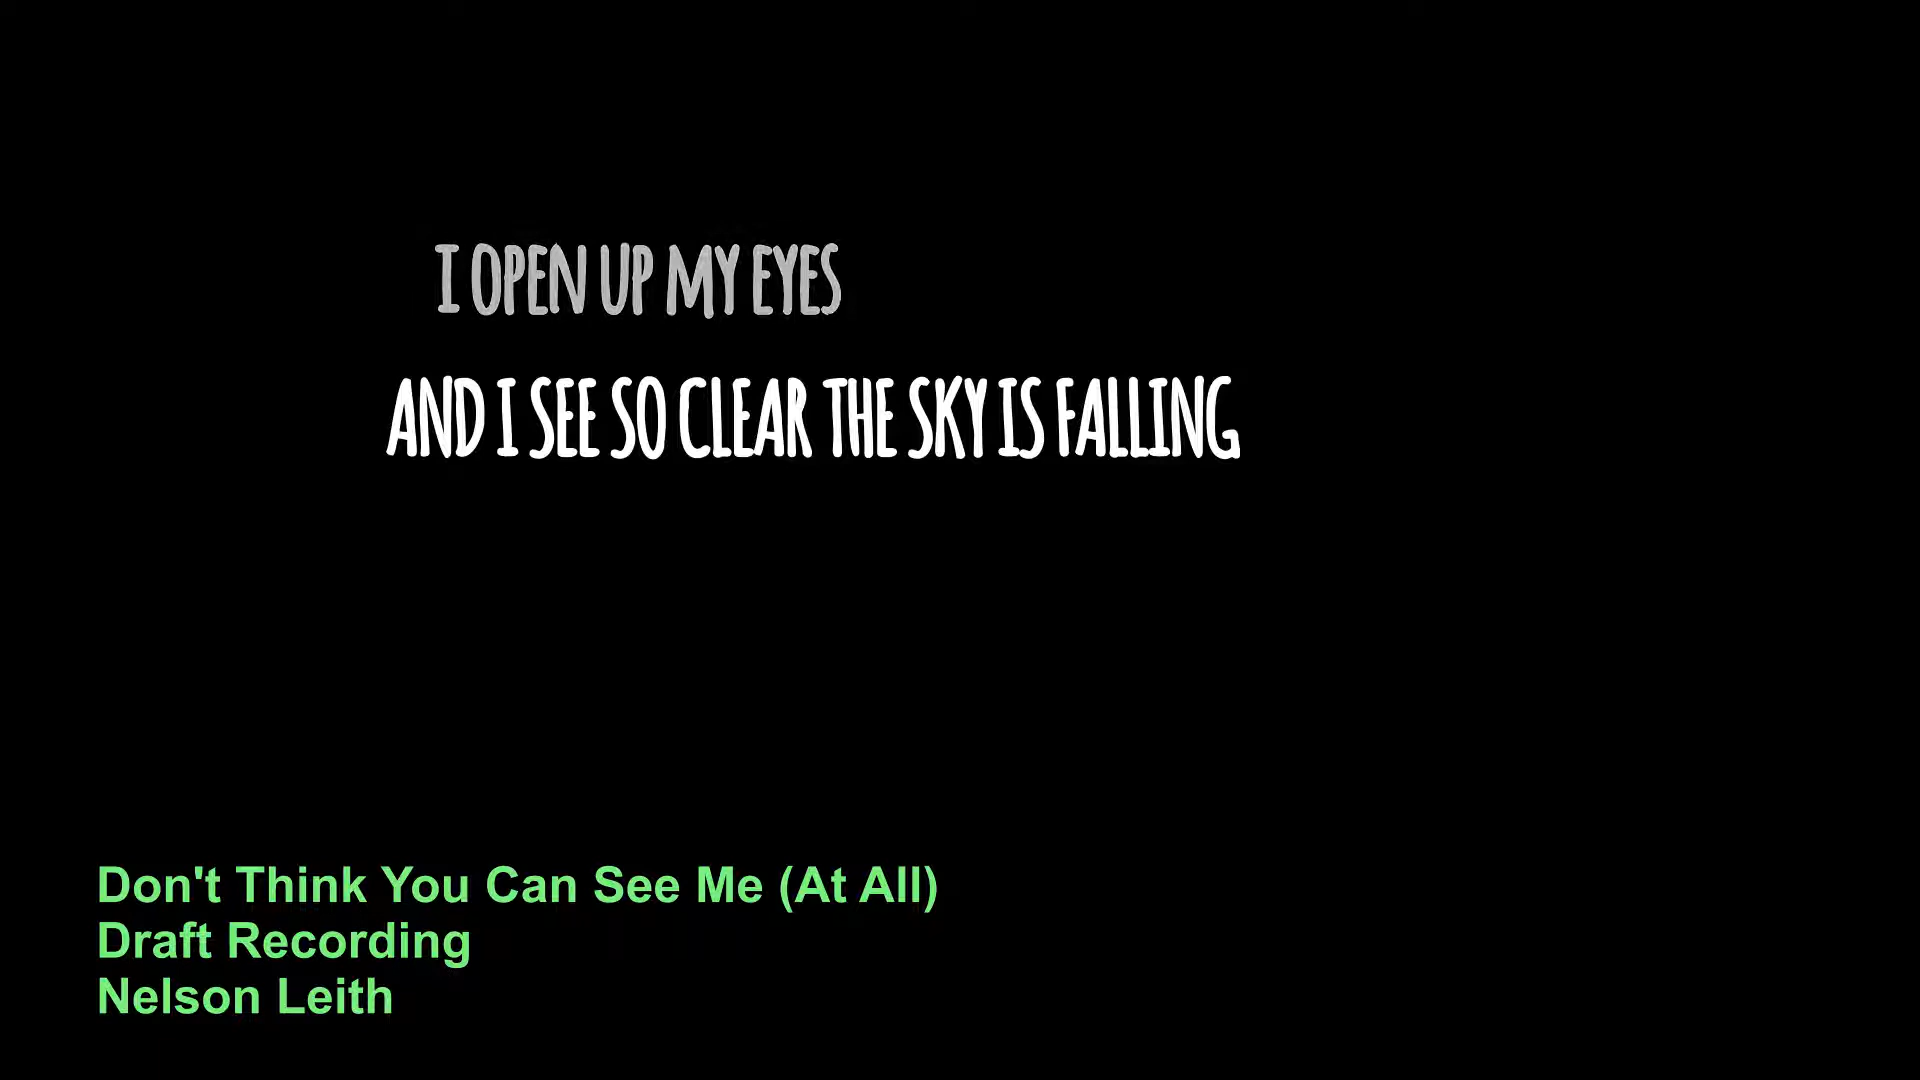 I OPEN UP MY EYES
AND I SEE SO CLEAR THE SKY IS FALLING
Don't Think You Can See Me (At All)
Draft Recording
Nelson Leith